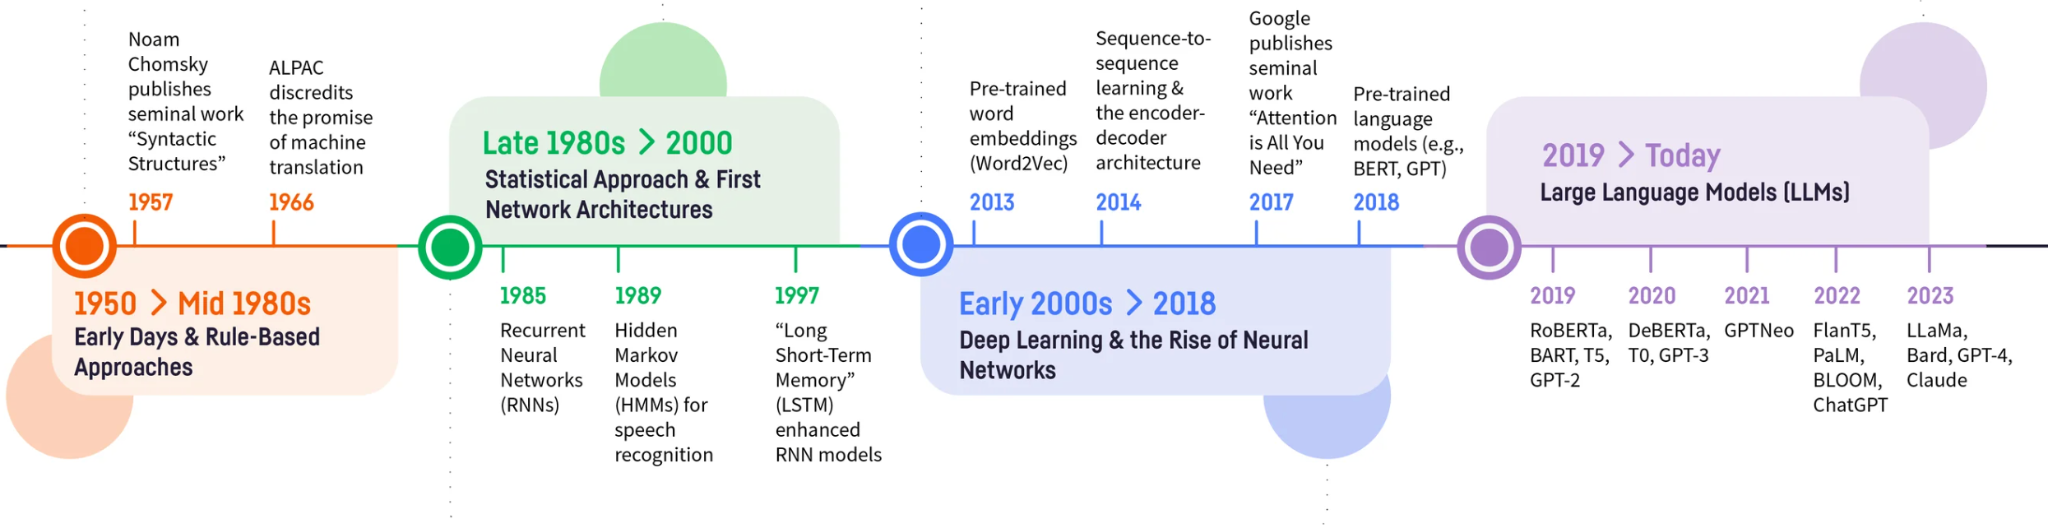 Noam
Chomsky
publishes
seminal work
“Syntactic
Structures”
1957
ALPAC
discredits
the promise
of machine
translation
1966
1950 > Mid 1980s
Early Days & Rule-Based
Approaches
Late 1980s > 2000
Statistical Approach & First
Network Architectures
1985
Recurrent
Neural
Networks
(RNNs)
1989
Hidden
Markov
Models
(HMMs) for
speech
recognition
1997
“Long
Short-Term
Memory”
(LSTM)
enhanced
RNN models
Pre-trained
word
embeddings
(Word2Vec)
2013
Sequence-to-
sequence
learning &
the encoder-
decoder
architecture
2014
Google
publishes
seminal
work
“Attention
is All You
Need”
2017
Pre-trained
language
models (e.g.,
BERT, GPT)
2018
Early 2000s > 2018
Deep Learning & the Rise of Neural
Networks
2019 > Today
Large Language Models (LLMs)
2019
RoBERTa,
BART, T5,
GPT-2
2020
DeBERTa,
T0, GPT-3
2021
GPTNeo
2022
FlanT5,
PaLM,
BLOOM,
ChatGPT
2023
LLaMa,
Bard, GPT-4,
Claude